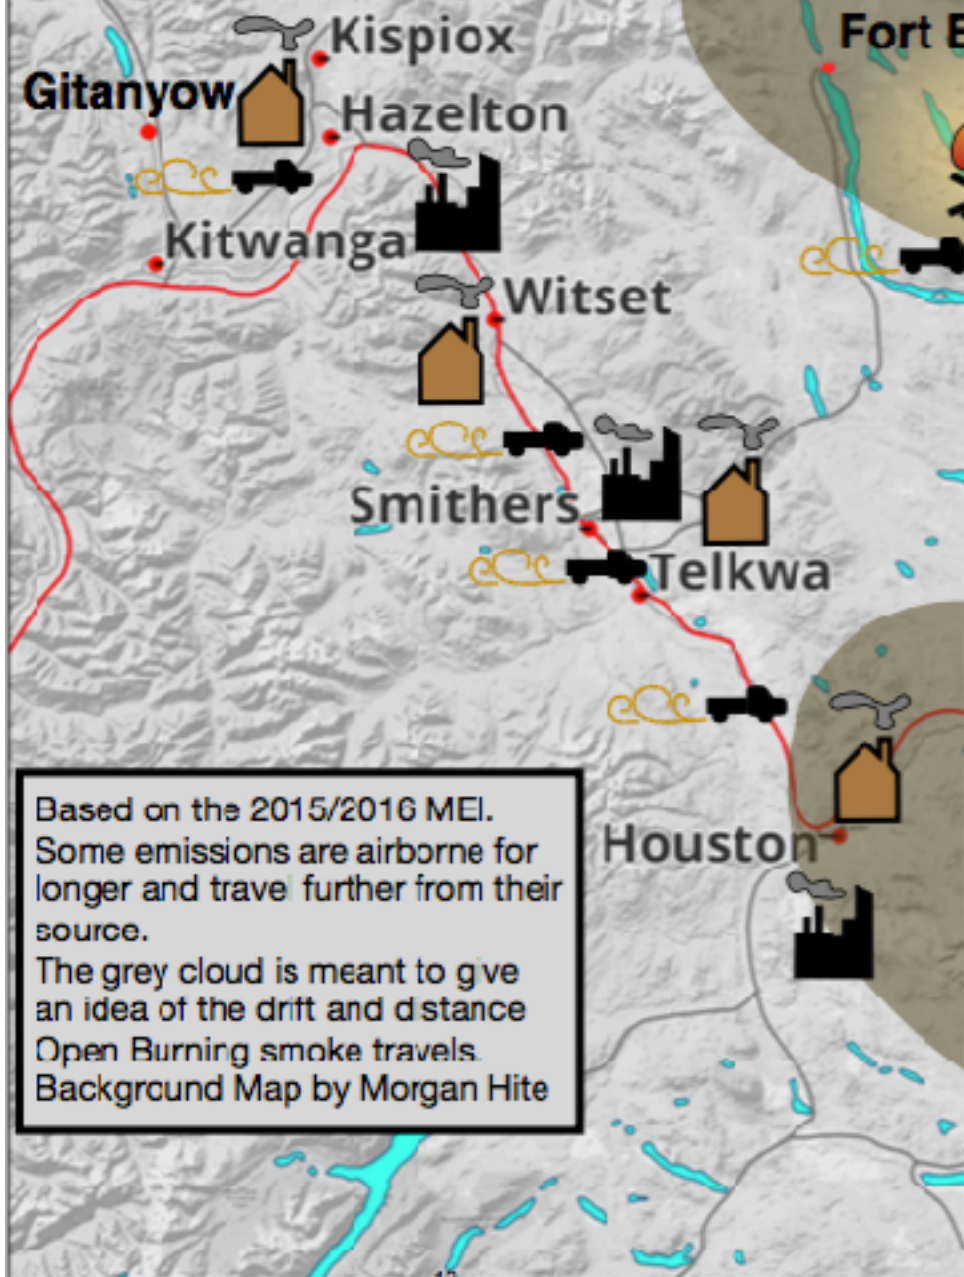 Kispiox
Fort
Gitanyow
Hazelton
Kitwanga
Witset
Smithers
Telkwa
Houston
Based on the 2015/2016 MEI.
Some emissions are airborne for
longer and travel further from their
source.
The grey cloud is meant to give
an idea of the drift and distance
Open Burning smoke travels.
Background Map by Morgan Hite